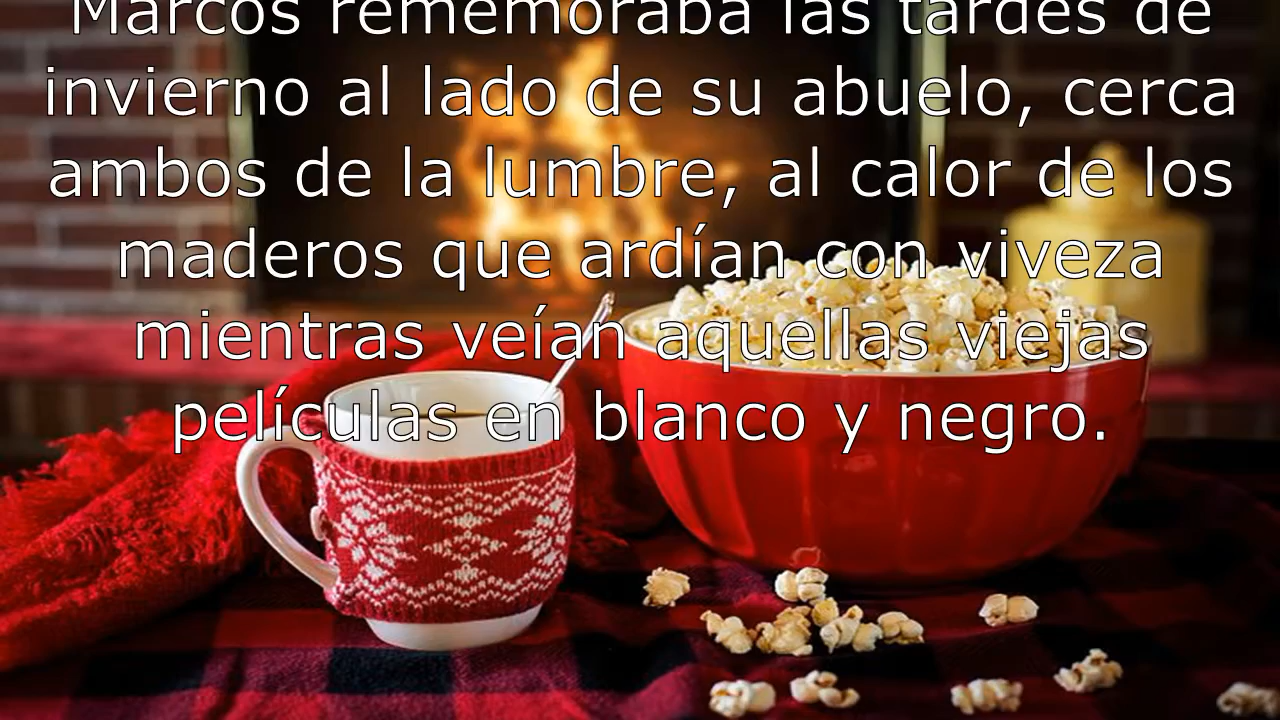 Marcos rememoraba las tardes de
invierno al lado de su abuelo, cerca
ambos de la lumbre, al calor de los
maderos que ardían con viveza
mientras veían aquellas viejas
películas en blanco y negro.